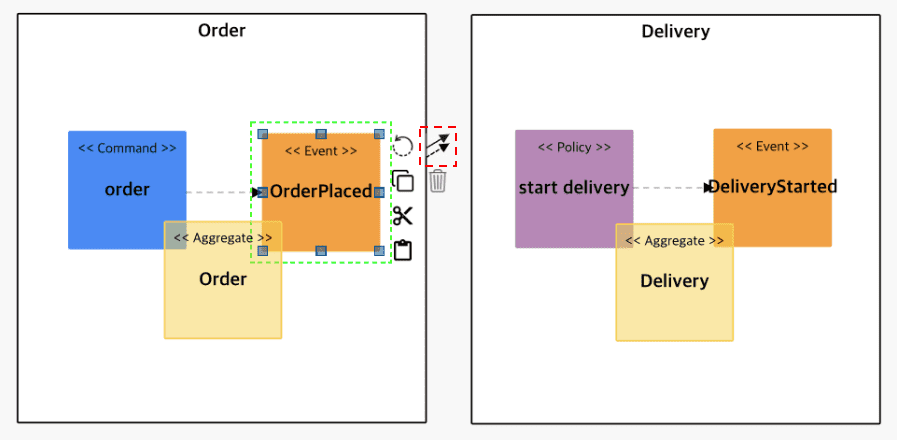 Order
<< Command >>
order
<< Event >>
OrderPlaced
<< Aggregate >>
Order
Delivery
<< Policy >>
start delivery
<< Event >>
DeliveryStarted
<< Aggregate >>
Delivery